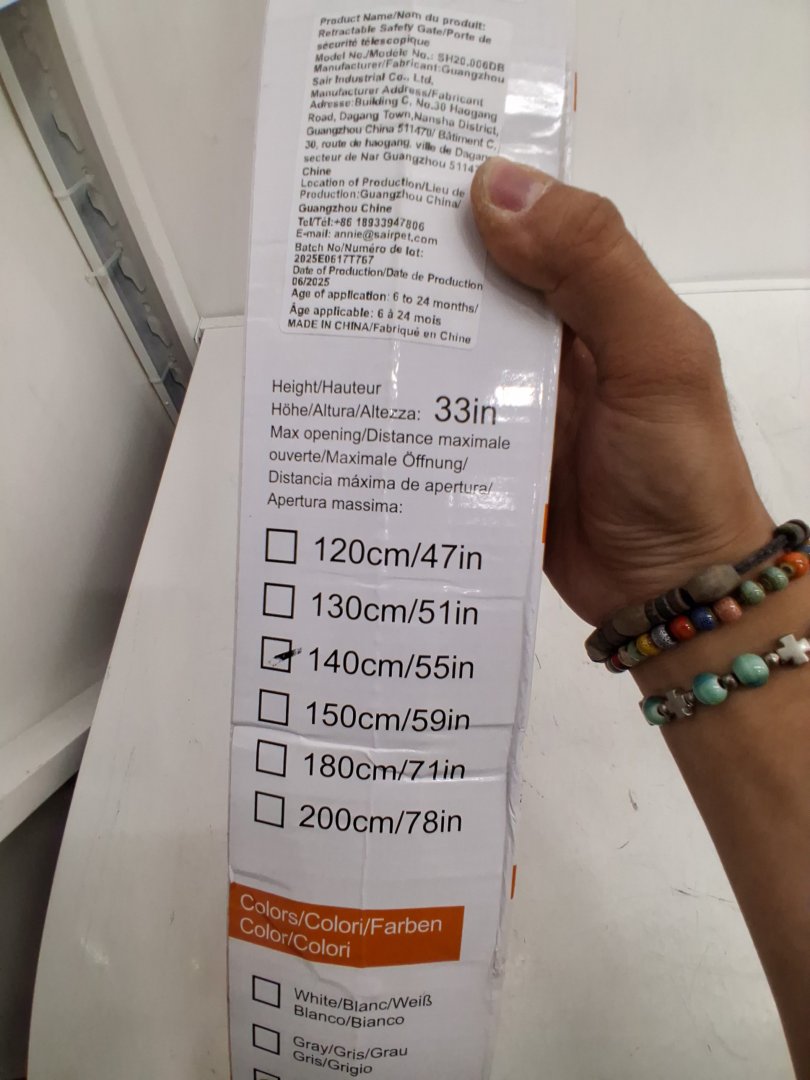 Product Name/Nom du produit:
Retractable Safety Gate/Porte de
sécurité télescopique
Model No./Modèle No.: SH20.006DB
Manufacturer/Fabricant:Guangzhou
Sair Industrial Co., Ltd.
Manufacturer Address/Fabricant
Adresse:Building C, No.30 Haogang
Road, Dagang Town,Nansha District,
Guangzhou China 511470/ Bâtiment C,
30, route de haogang, ville de Dagang
secteur de Nar Guangzhou 5114
Chine
Location of Production/Lieu de
Production:Guangzhou China/
Guangzhou Chine
Tel/Tél:+86 18933947806
E-mail: annie@sairpet.com
Batch No/Numéro de lot:
2025E0617T767
Date of Production/Date de Production
06/2025
Age of application: 6 to 24 months/
Âge applicable: 6 à 24 mois
MADE IN CHINA/Fabriqué en Chine
Height/Hauteur
Höhe/Altura/Altezza: 33in
Max opening/Distance maximale
ouverte/Maximale Öffnung/
Distancia máxima de apertura/
Apertura massima:
120cm/47in
130cm/51in
140cm/55in
150cm/59in
180cm/71in
200cm/78in
Colors/Colori/Farben
Color/Colori
White/Blanc/Weiß
Blanco/Bianco
Gray/Gris/Grau
Gris/Grigio